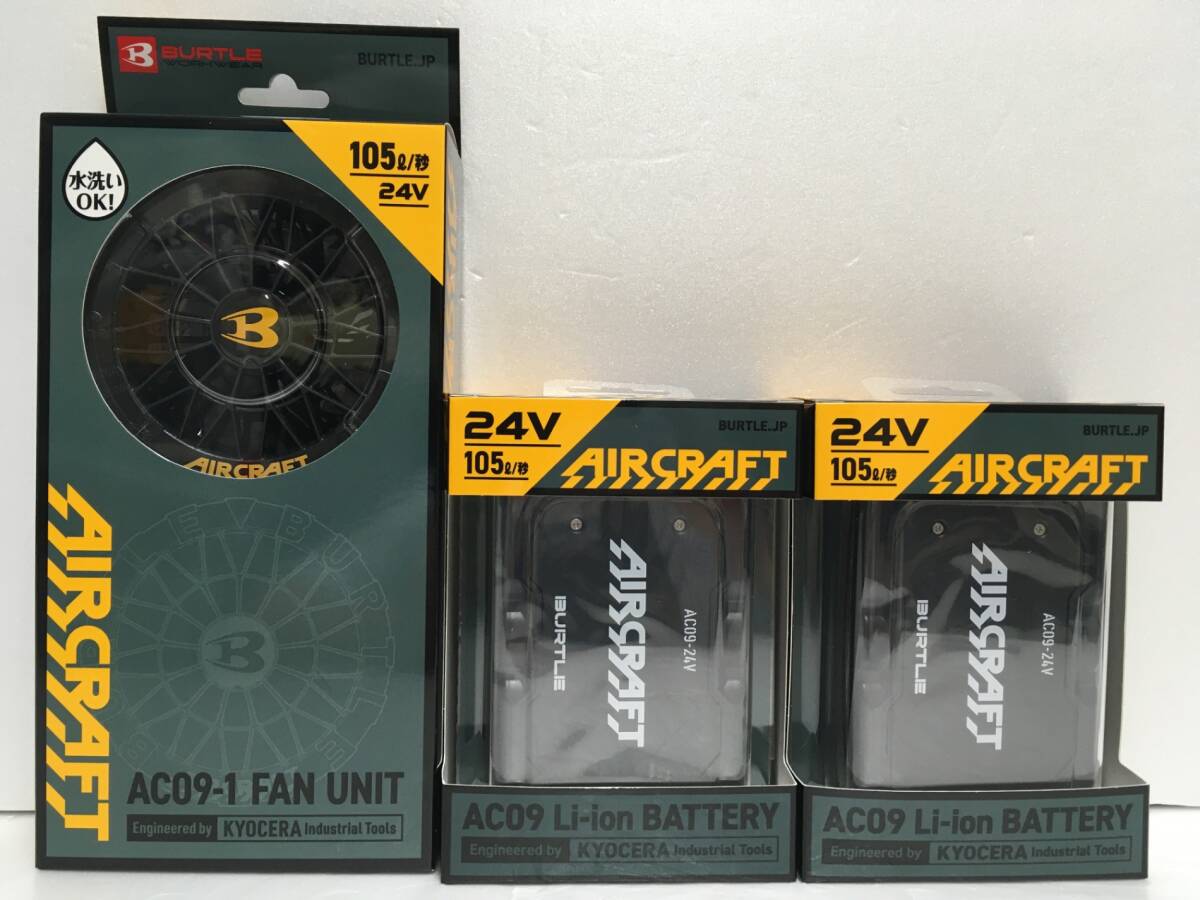 BURTLE
WORKWEAR
BURTLE.JP
水洗い
OK!
105ℓ/秒
24V
B
AIRCRAFT
AIRCRAFT
AC09-1 FAN UNIT
Engineered by KYOCERA Industrial Tools
24V
105ℓ/秒
AIRCRAFT
BURTLE.JP
AIRCRAFT
BURTLE
AC09-24V
AC09 Li-ion BATTERY
Engineered by KYOCERA Industrial Tools
24V
105ℓ/秒
AIRCRAFT
BURTLE.JP
AIRCRAFT
BURTLE
AC09-24V
AC09 Li-ion BATTERY
Engineered by KYOCERA Industrial Tools